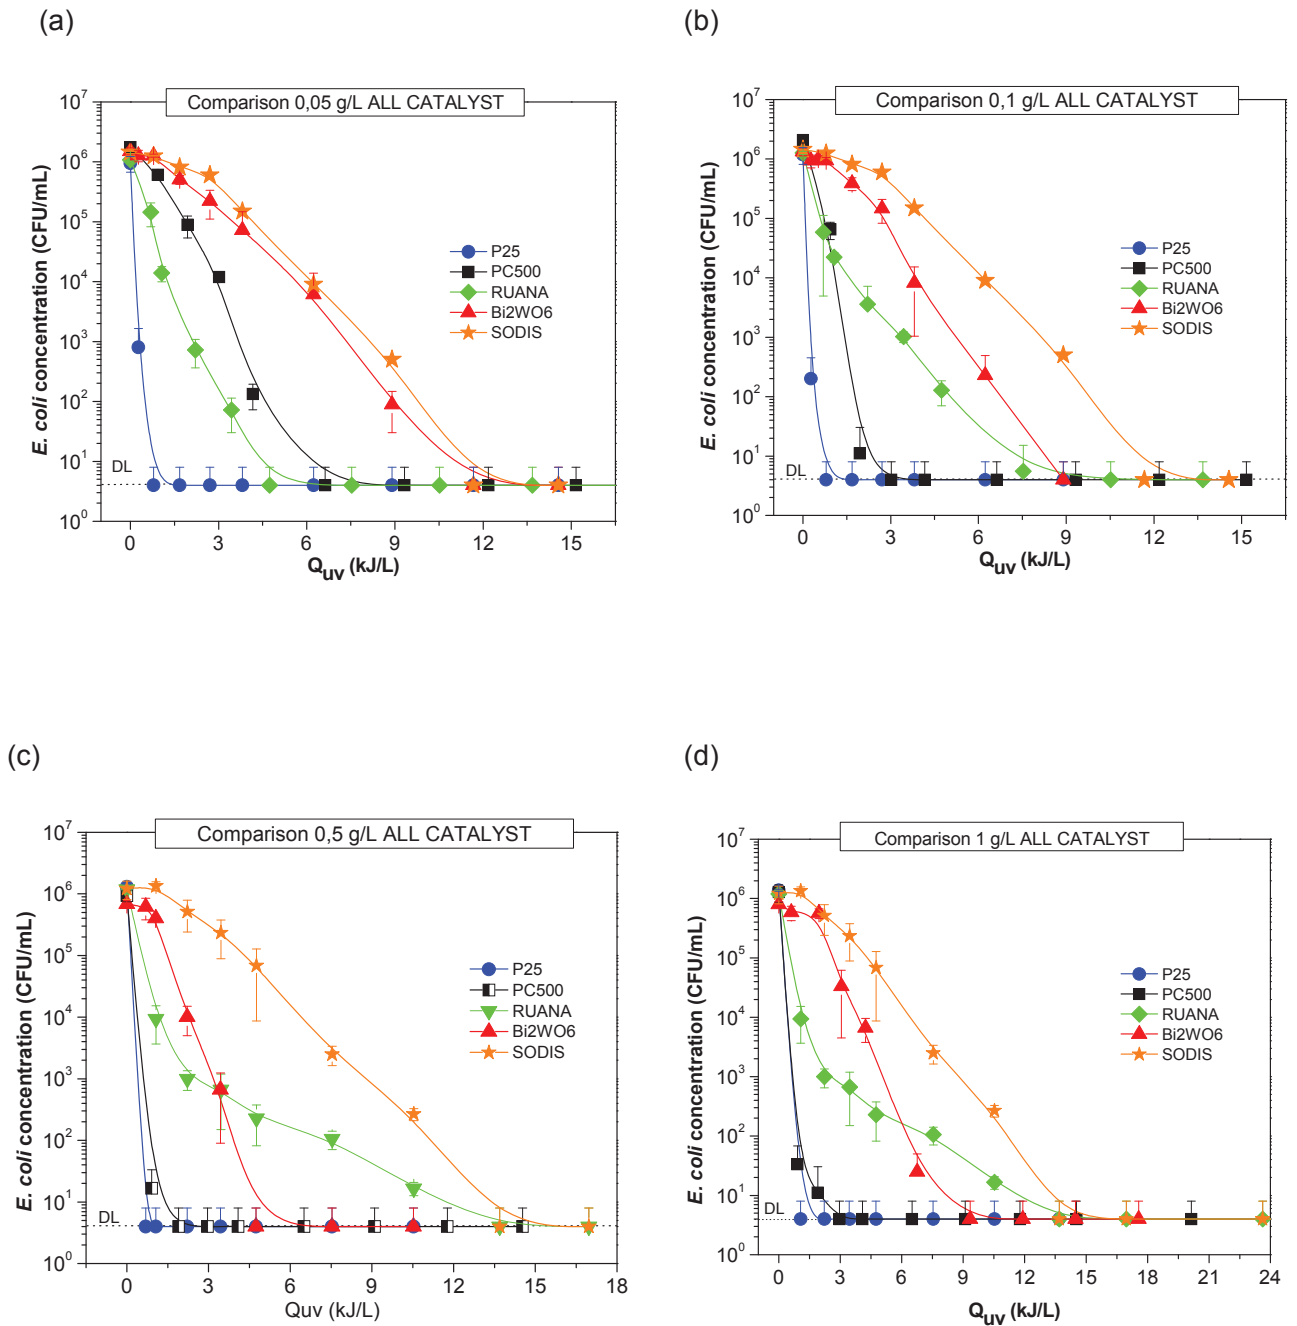 (a)
Comparison 0,05 g/L ALL CATALYST
10^7
10^6
10^5
10^4
10^3
10^2
10^1
10^0
E. coli concentration (CFU/mL)
P25
PC500
RUANA
Bi2WO6
SODIS
DL
0 3 6 9 12 15
Q_UV (kJ/L)
(b)
Comparison 0,1 g/L ALL CATALYST
10^7
10^6
10^5
10^4
10^3
10^2
10^1
10^0
E. coli concentration (CFU/mL)
P25
PC500
RUANA
Bi2WO6
SODIS
DL
0 3 6 9 12 15
Q_UV (kJ/L)
(c)
Comparison 0,5 g/L ALL CATALYST
10^7
10^6
10^5
10^4
10^3
10^2
10^1
10^0
E. coli concentration (CFU/mL)
P25
PC500
RUANA
Bi2WO6
SODIS
DL
0 3 6 9 12 15 18
Quv (kJ/L)
(d)
Comparison 1 g/L ALL CATALYST
10^7
10^6
10^5
10^4
10^3
10^2
10^1
10^0
E. coli concentration (CFU/mL)
P25
PC500
RUANA
Bi2WO6
SODIS
DL
0 3 6 9 12 15 18 21 24
Q_UV (kJ/L)